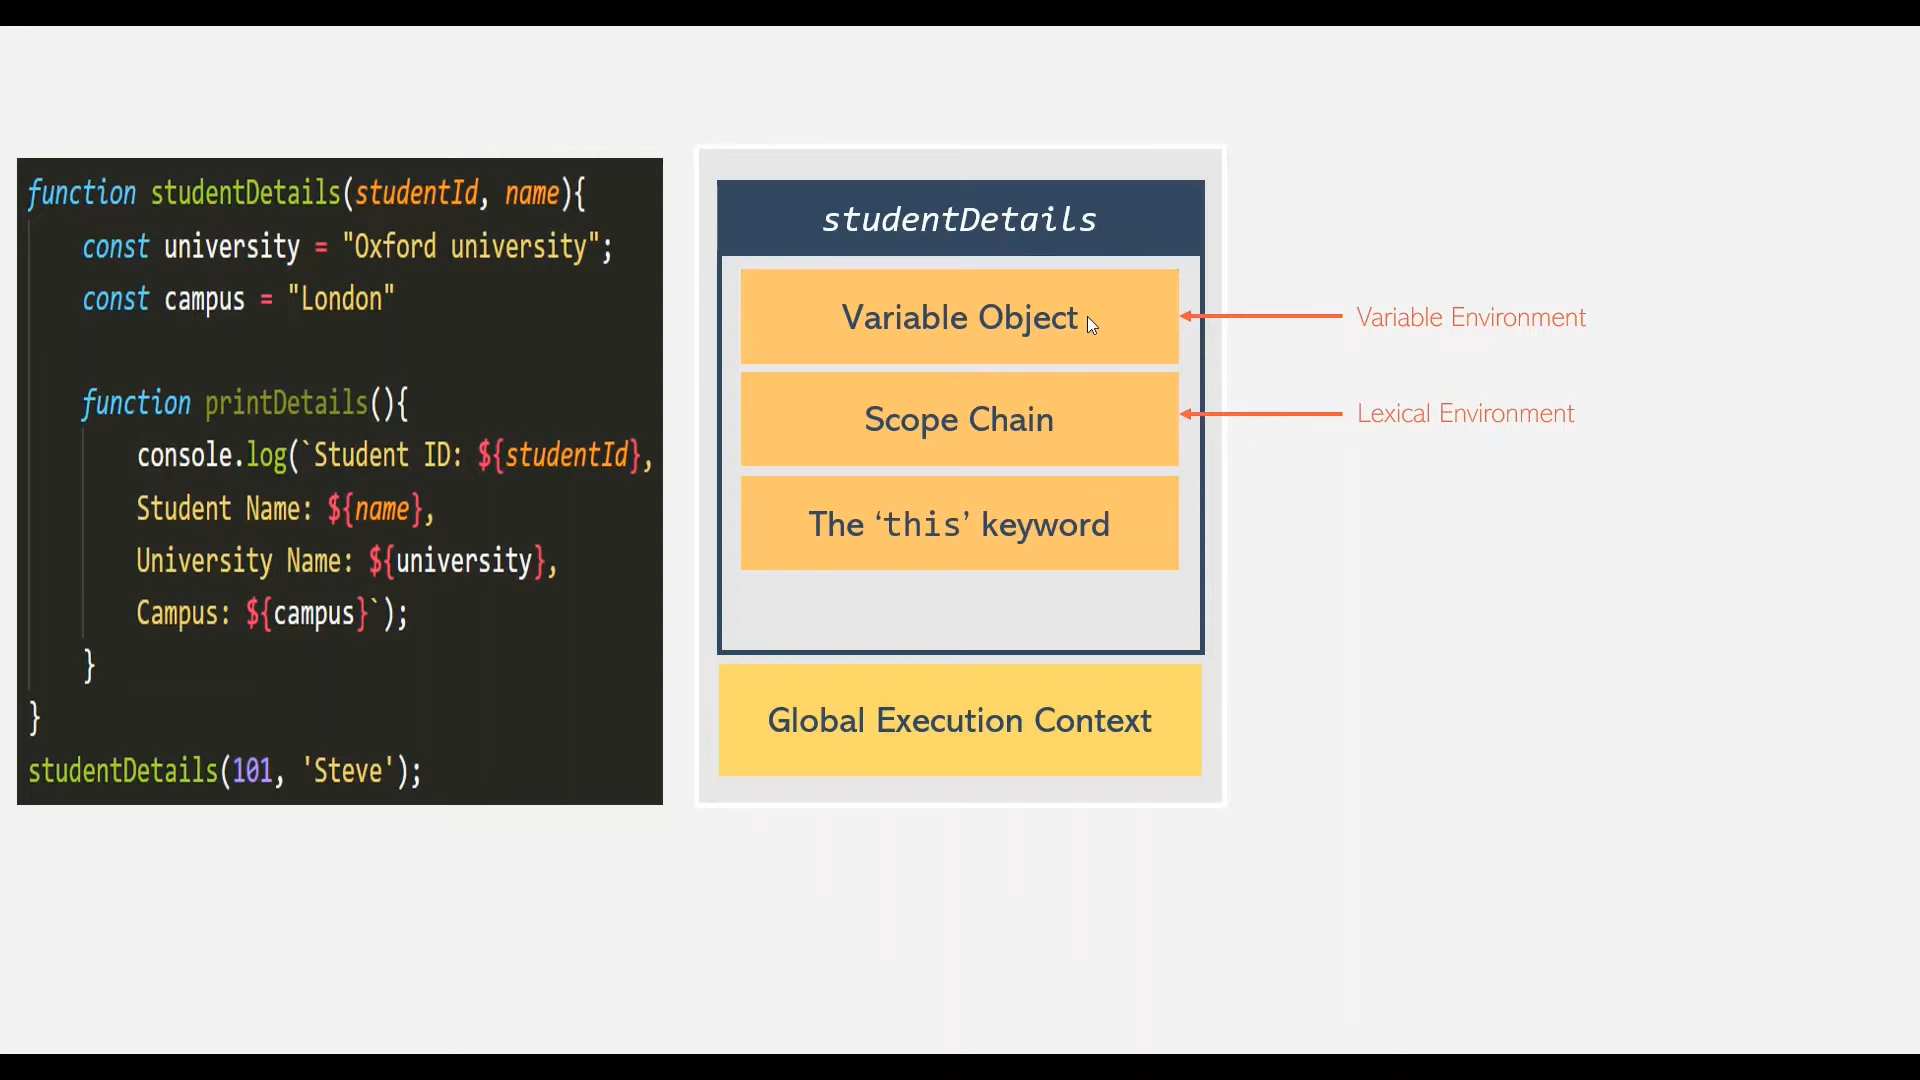 function studentDetails(studentId, name){
const university = "Oxford university";
const campus = "London"
function printDetails(){
console.log(`Student ID: ${studentId},
Student Name: ${name},
University Name: ${university},
Campus: ${campus}`);
}
}
studentDetails(101, 'Steve');
studentDetails
Variable Object
Scope Chain
The ‘this’ keyword
Global Execution Context
Variable Environment
Lexical Environment